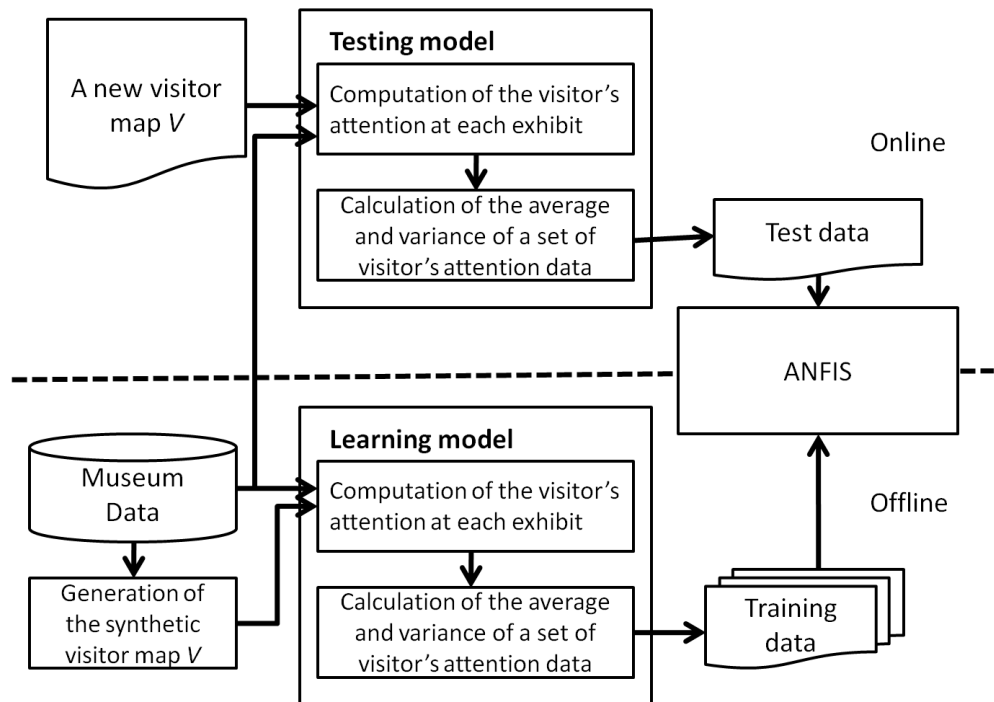 A new visitor
map V
Testing model
Computation of the visitor's
attention at each exhibit
Calculation of the average
and variance of a set of
visitor's attention data
Online
Test data
ANFIS
Museum
Data
Generation of
the synthetic
visitor map V
Learning model
Computation of the visitor's
attention at each exhibit
Calculation of the average
and variance of a set of
visitor's attention data
Offline
Training
data